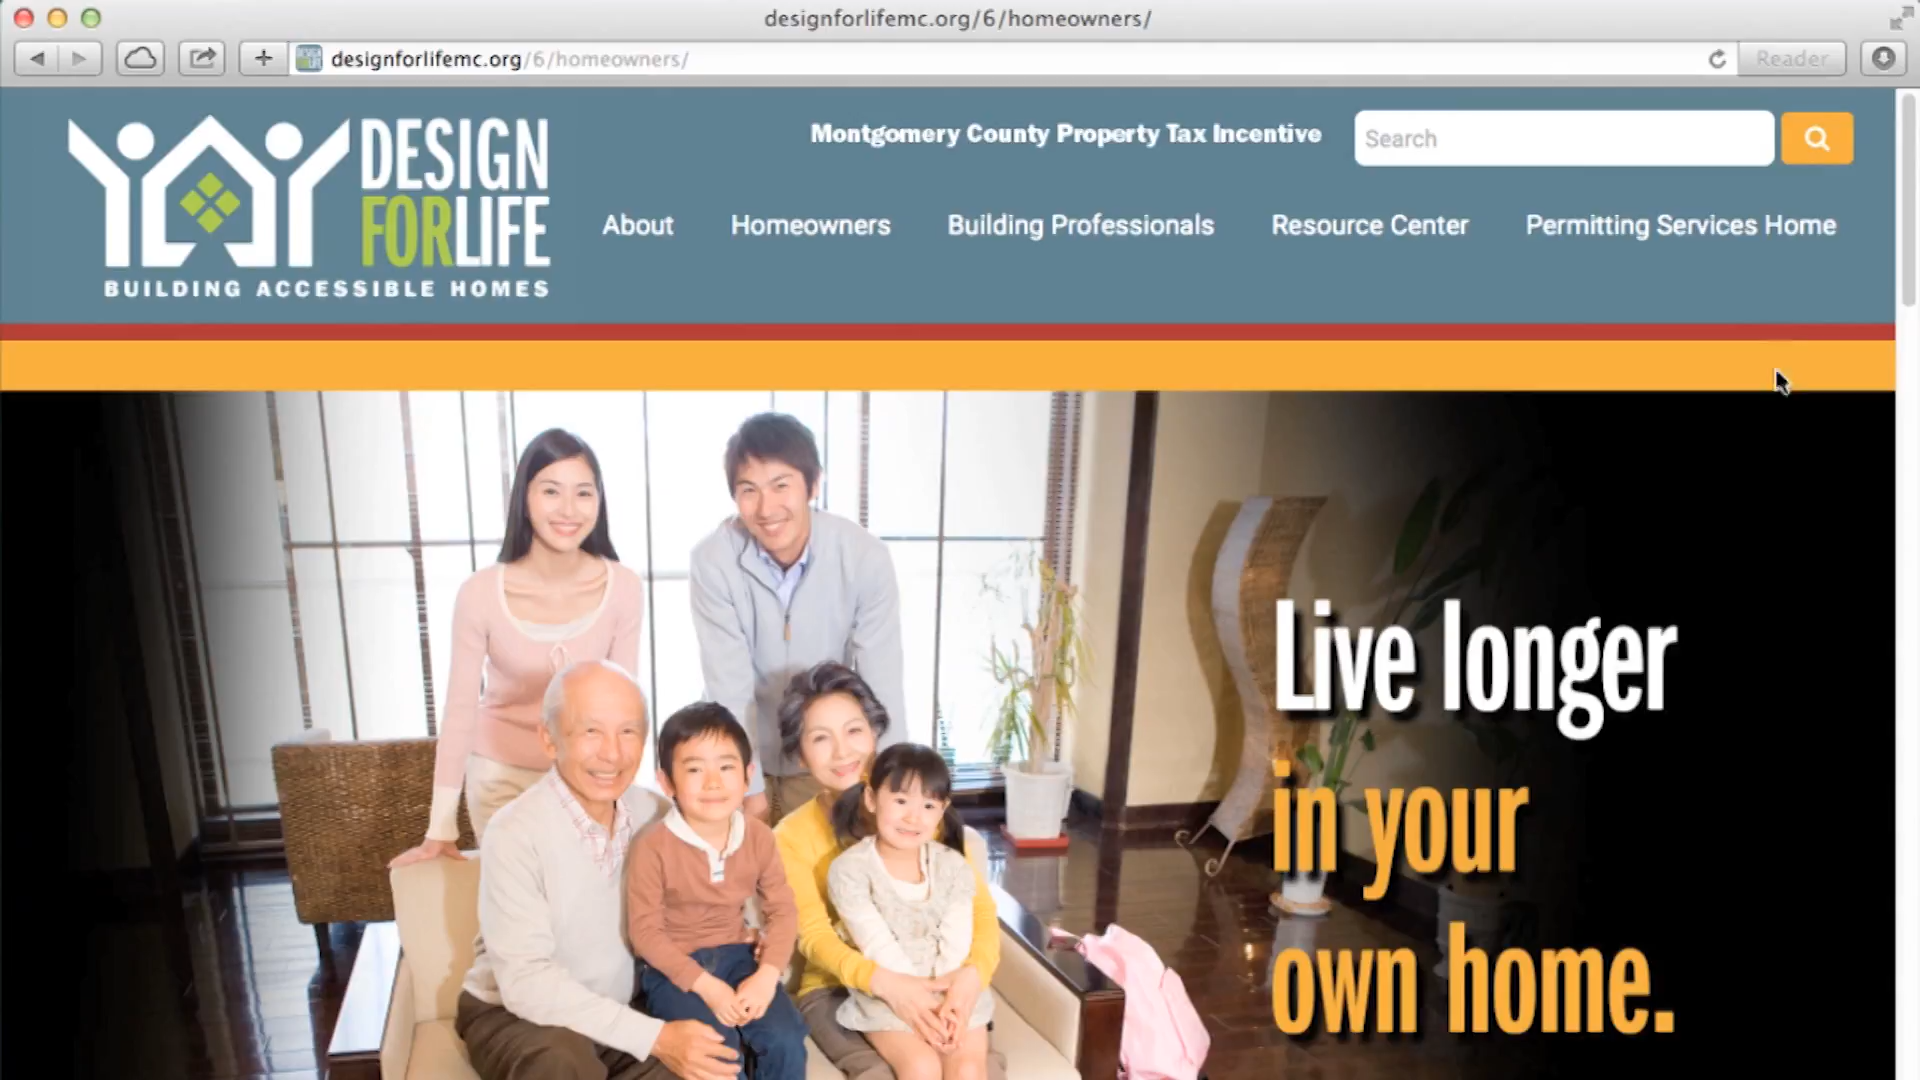 designforlifemc.org/6/homeowners/
designforlifemc.org/6/homeowners/
Reader
DESIGN
FORLIFE
BUILDING ACCESSIBLE HOMES
Montgomery County Property Tax Incentive
Search
About
Homeowners
Building Professionals
Resource Center
Permitting Services Home
Live longer
in your
own home.